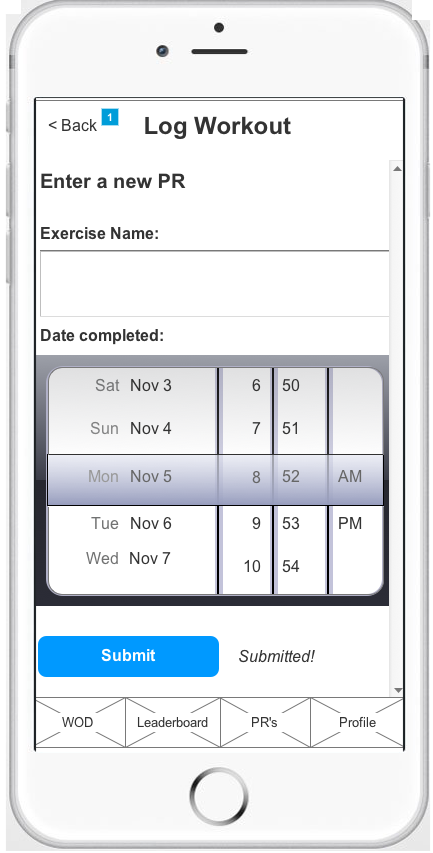 < Back 1 Log Workout
Enter a new PR
Exercise Name:
Date completed:
Sat Nov 3 6 50
Sun Nov 4 7 51
Mon Nov 5 8 52 AM
Tue Nov 6 9 53 PM
Wed Nov 7 10 54
Submit Submitted!
WOD Leaderboard PR's Profile